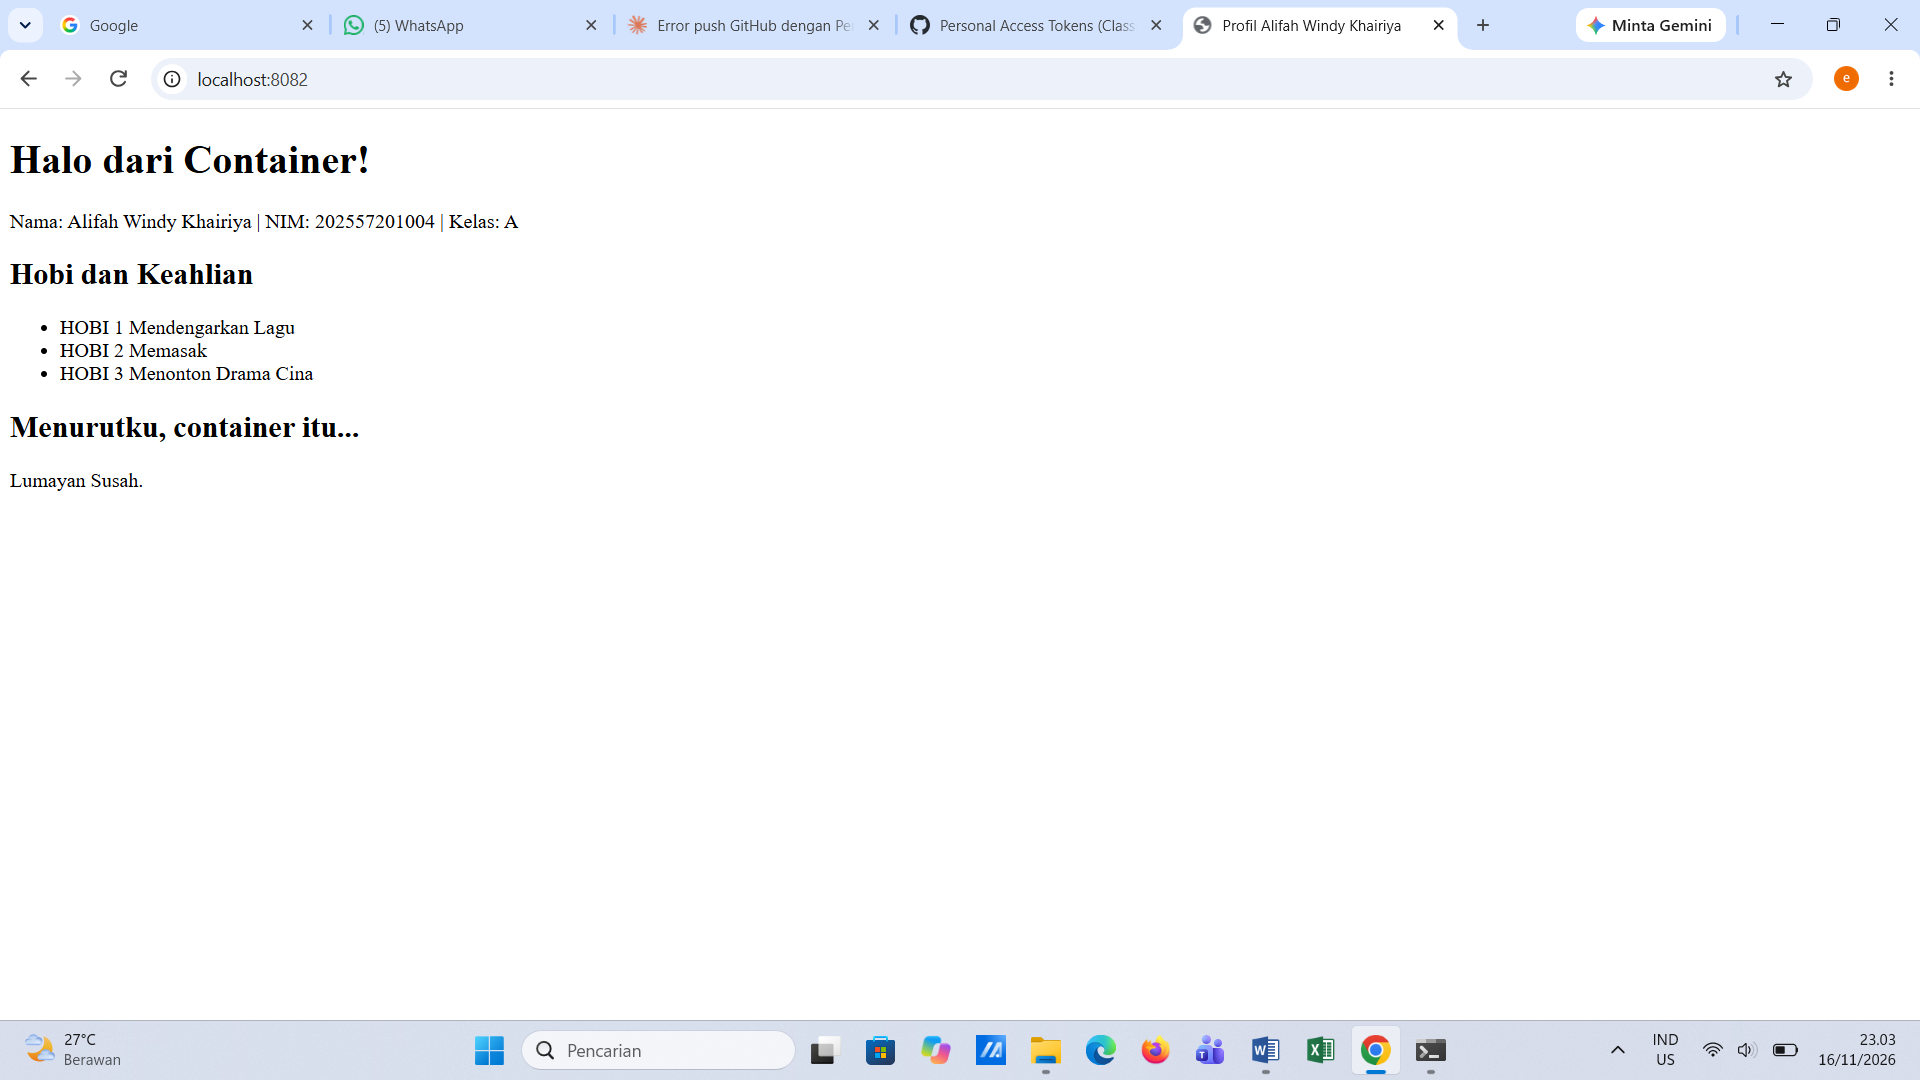 Google
(5) WhatsApp
Error push GitHub dengan Pe
Personal Access Tokens (Class
Profil Alifah Windy Khairiya
Minta Gemini
localhost:8082
e
Halo dari Container!
Nama: Alifah Windy Khairiya | NIM: 202557201004 | Kelas: A
Hobi dan Keahlian
HOBI 1 Mendengarkan Lagu
HOBI 2 Memasak
HOBI 3 Menonton Drama Cina
Menurutku, container itu...
Lumayan Susah.
27°C
Berawan
Pencarian
IND
US
23.03
16/11/2026